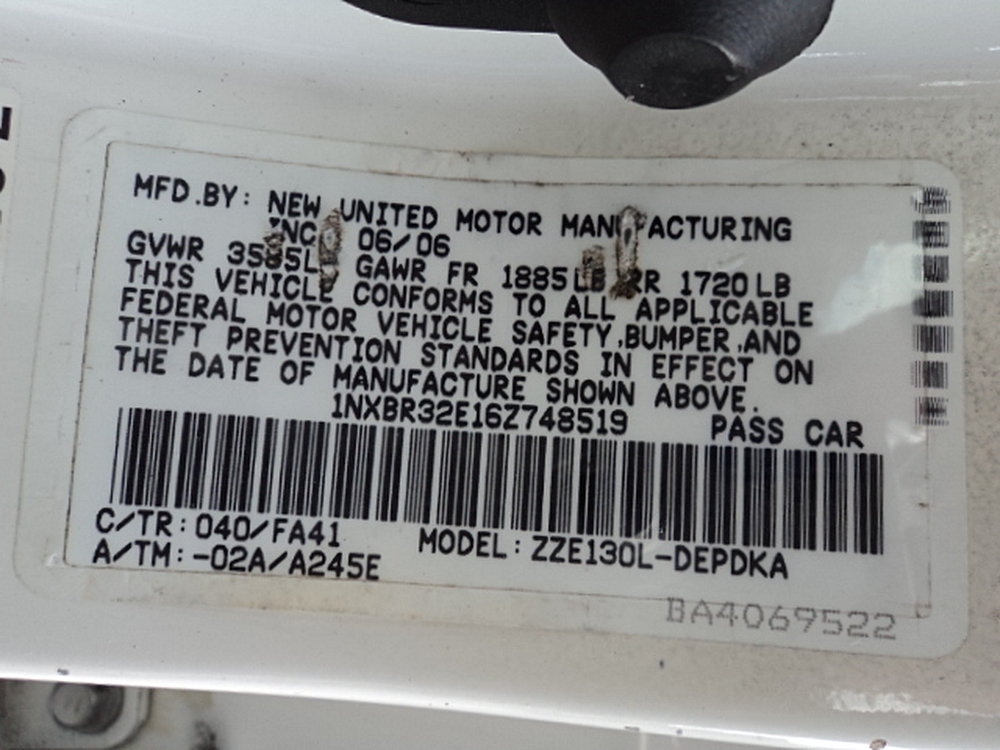 MFD.BY: NEW UNITED MOTOR MANUFACTURING
INC 06/06
GVWR 3585LB GAWR FR 1885LB RR 1720LB
THIS VEHICLE CONFORMS TO ALL APPLICABLE
FEDERAL MOTOR VEHICLE SAFETY,BUMPER,AND
THEFT PREVENTION STANDARDS IN EFFECT ON
THE DATE OF MANUFACTURE SHOWN ABOVE.
1NXBR32E16Z748519 PASS CAR
C/TR:040/FA41 MODEL:ZZE130L-DEPDKA
A/TM:-02A/A245E
BA4069522